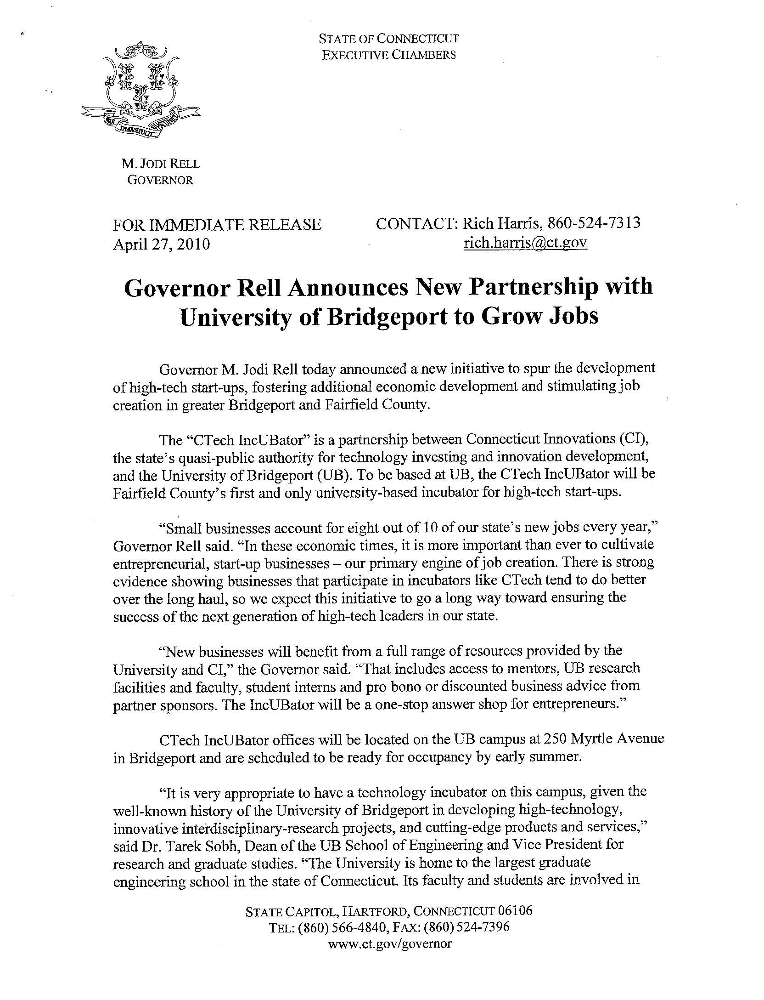 STATE OF CONNECTICUT
EXECUTIVE CHAMBERS
QUI TRANSTULIT SUSTINET
M. JODI RELL
GOVERNOR
FOR IMMEDIATE RELEASE CONTACT: Rich Harris, 860-524-7313
April 27, 2010 rich.harris@ct.gov
Governor Rell Announces New Partnership with
University of Bridgeport to Grow Jobs
Governor M. Jodi Rell today announced a new initiative to spur the development
of high-tech start-ups, fostering additional economic development and stimulating job
creation in greater Bridgeport and Fairfield County.
The “CTech IncUBator” is a partnership between Connecticut Innovations (CI),
the state’s quasi-public authority for technology investing and innovation development,
and the University of Bridgeport (UB). To be based at UB, the CTech IncUBator will be
Fairfield County’s first and only university-based incubator for high-tech start-ups.
“Small businesses account for eight out of 10 of our state’s new jobs every year,”
Governor Rell said. “In these economic times, it is more important than ever to cultivate
entrepreneurial, start-up businesses – our primary engine of job creation. There is strong
evidence showing businesses that participate in incubators like CTech tend to do better
over the long haul, so we expect this initiative to go a long way toward ensuring the
success of the next generation of high-tech leaders in our state.
“New businesses will benefit from a full range of resources provided by the
University and CI,” the Governor said. “That includes access to mentors, UB research
facilities and faculty, student interns and pro bono or discounted business advice from
partner sponsors. The IncUBator will be a one-stop answer shop for entrepreneurs.”
CTech IncUBator offices will be located on the UB campus at 250 Myrtle Avenue
in Bridgeport and are scheduled to be ready for occupancy by early summer.
“It is very appropriate to have a technology incubator on this campus, given the
well-known history of the University of Bridgeport in developing high-technology,
innovative interdisciplinary-research projects, and cutting-edge products and services,”
said Dr. Tarek Sobh, Dean of the UB School of Engineering and Vice President for
research and graduate studies. “The University is home to the largest graduate
engineering school in the state of Connecticut. Its faculty and students are involved in
STATE CAPITOL, HARTFORD, CONNECTICUT 06106
TEL: (860) 566-4840, FAX: (860) 524-7396
www.ct.gov/governor